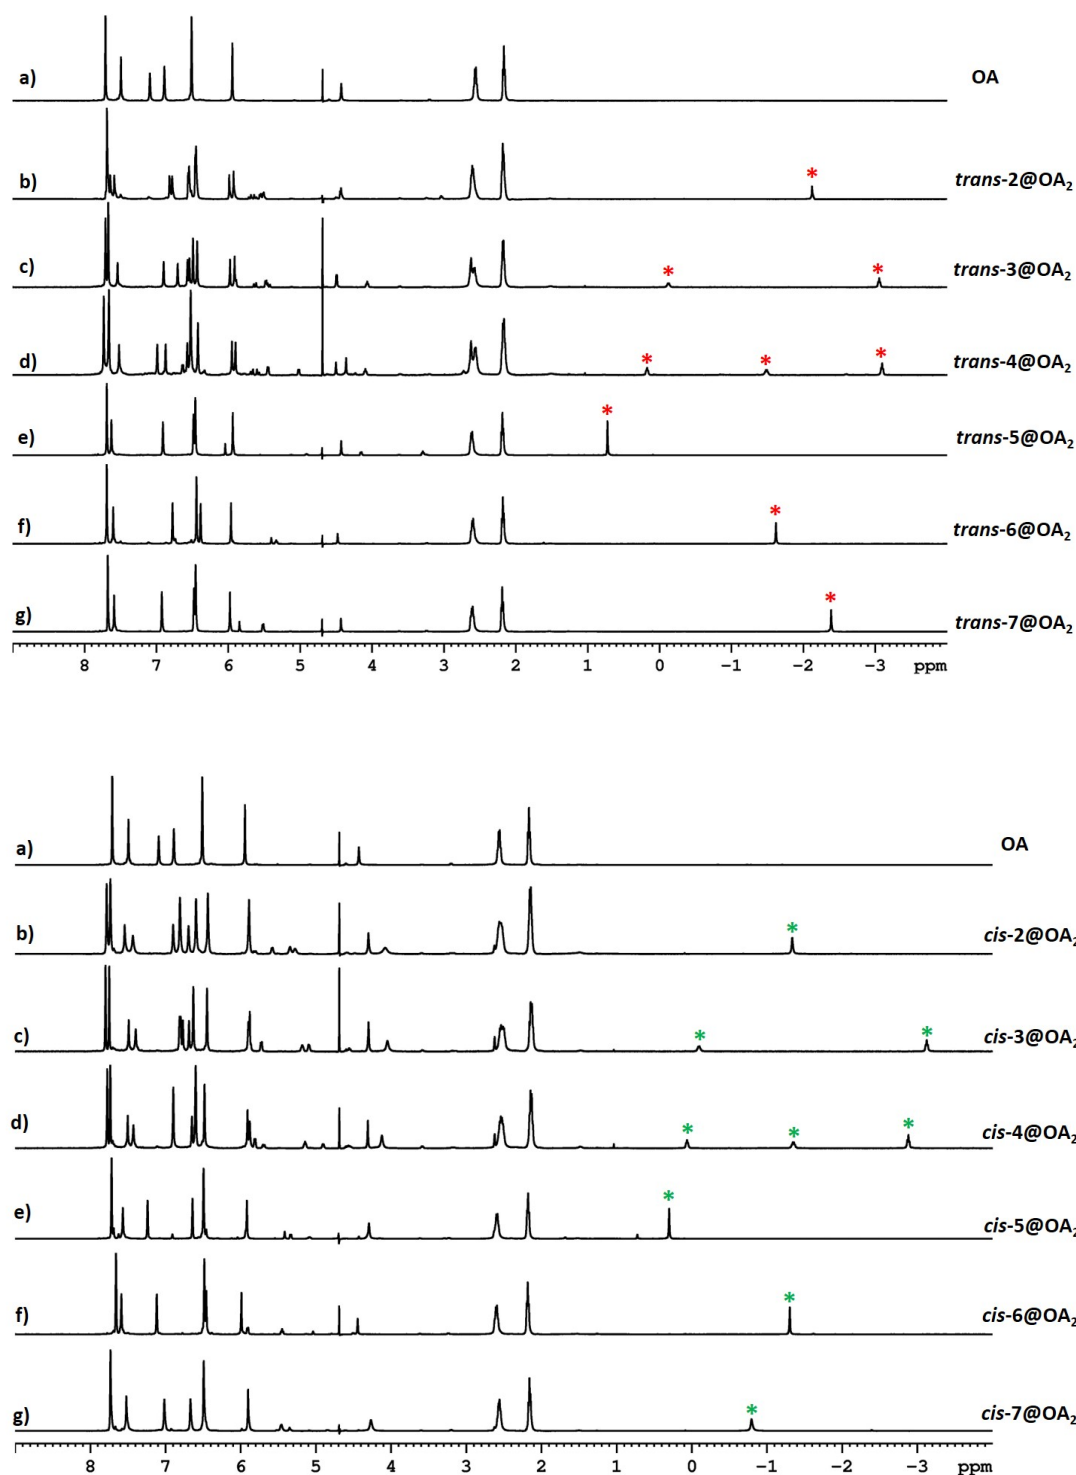 a) OA
b) trans-2@OA₂
*
c) trans-3@OA₂
* *
d) trans-4@OA₂
* * *
e) trans-5@OA₂
*
f) trans-6@OA₂
*
g) trans-7@OA₂
*
8 7 6 5 4 3 2 1 0 −1 −2 −3 ppm
a) OA
b) cis-2@OA₂
*
c) cis-3@OA₂
* *
d) cis-4@OA₂
* * *
e) cis-5@OA₂
*
f) cis-6@OA₂
*
g) cis-7@OA₂
*
8 7 6 5 4 3 2 1 0 −1 −2 −3 ppm